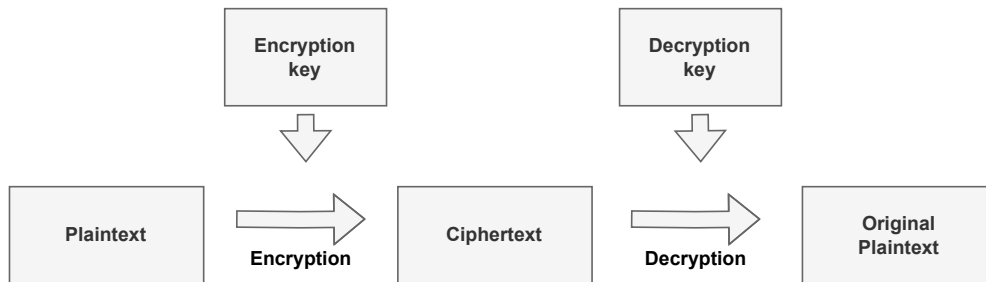 Encryption
key
Decryption
key
Plaintext
Encryption
Ciphertext
Decryption
Original
Plaintext